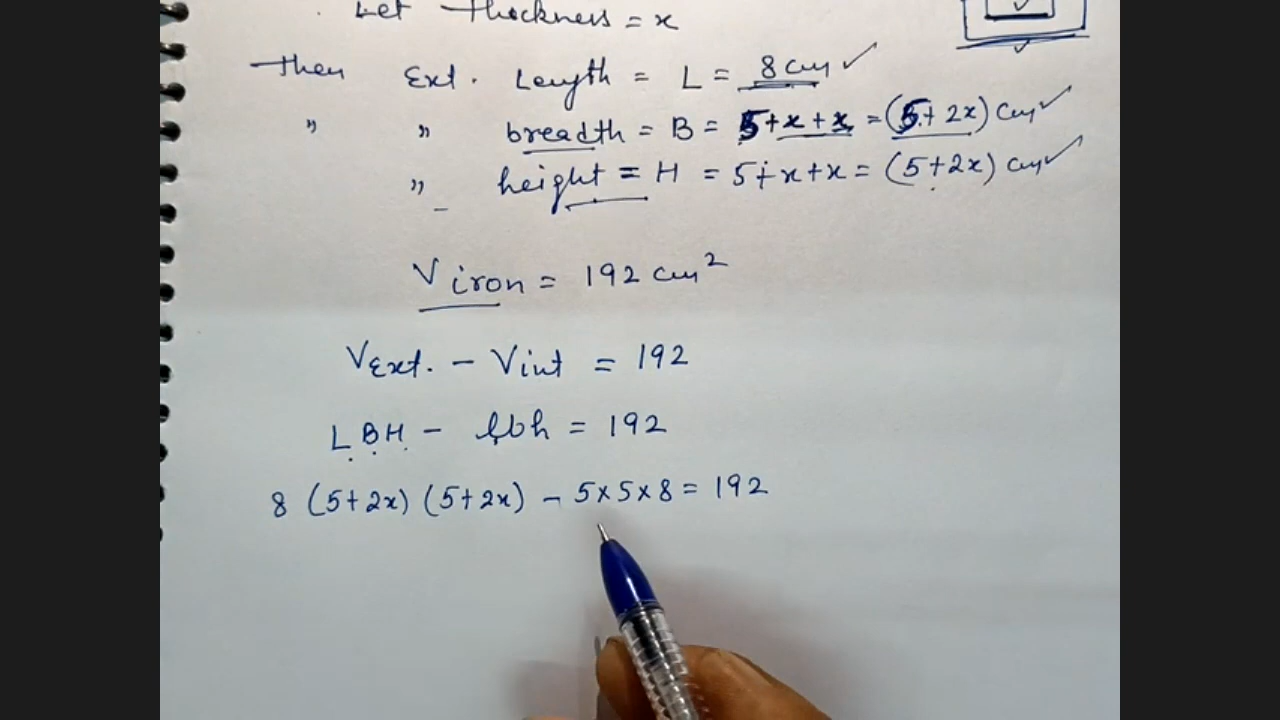 Let Thickness = x
Then Ext. Length = L = 8 cm ✓
" " breadth = B = 5+x+x = (5+2x) cm ✓
" height = H = 5+x+x = (5+2x) cm ✓
V iron = 192 cm²
VExt. - Vint = 192
LBH - lbh = 192
8 (5+2x) (5+2x) - 5×5×8 = 192